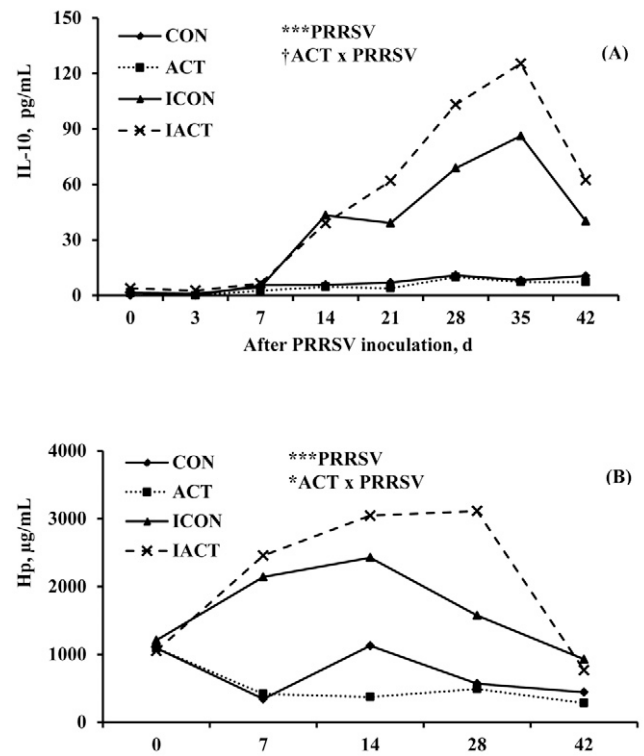 CON
ACT
ICON
IACT
***PRRSV
†ACT x PRRSV
(A)
IL-10, pg/mL
150
120
90
60
30
0
0 3 7 14 21 28 35 42
After PRRSV inoculation, d
CON
ACT
ICON
IACT
***PRRSV
*ACT x PRRSV
(B)
Hp, µg/mL
4000
3000
2000
1000
0
0 7 14 28 42